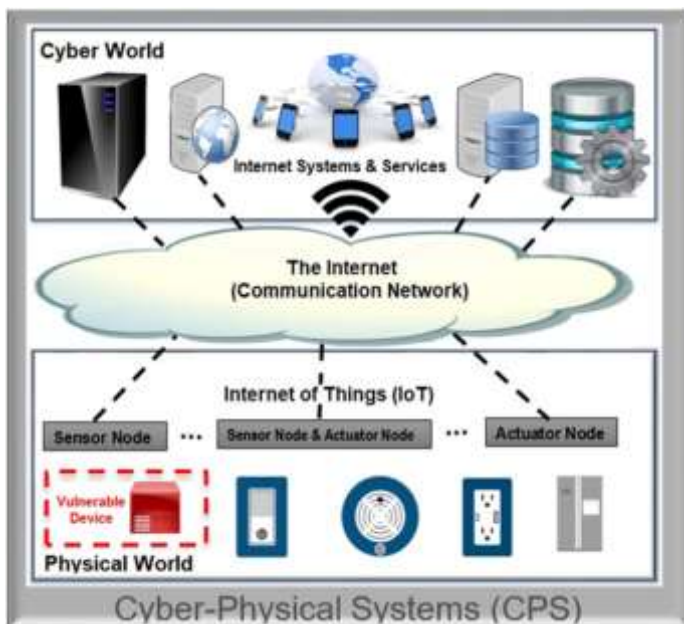 Cyber World
Internet Systems & Services
The Internet
(Communication Network)
Internet of Things (IoT)
Sensor Node ... Sensor Node & Actuator Node ... Actuator Node
Vulnerable
Device
Physical World
Cyber-Physical Systems (CPS)